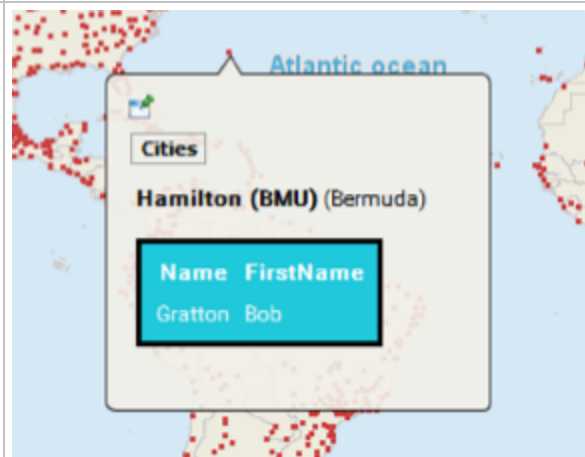 Atlantic ocean
Cities
Hamilton (BMU) (Bermuda)
Name FirstName
Gratton Bob